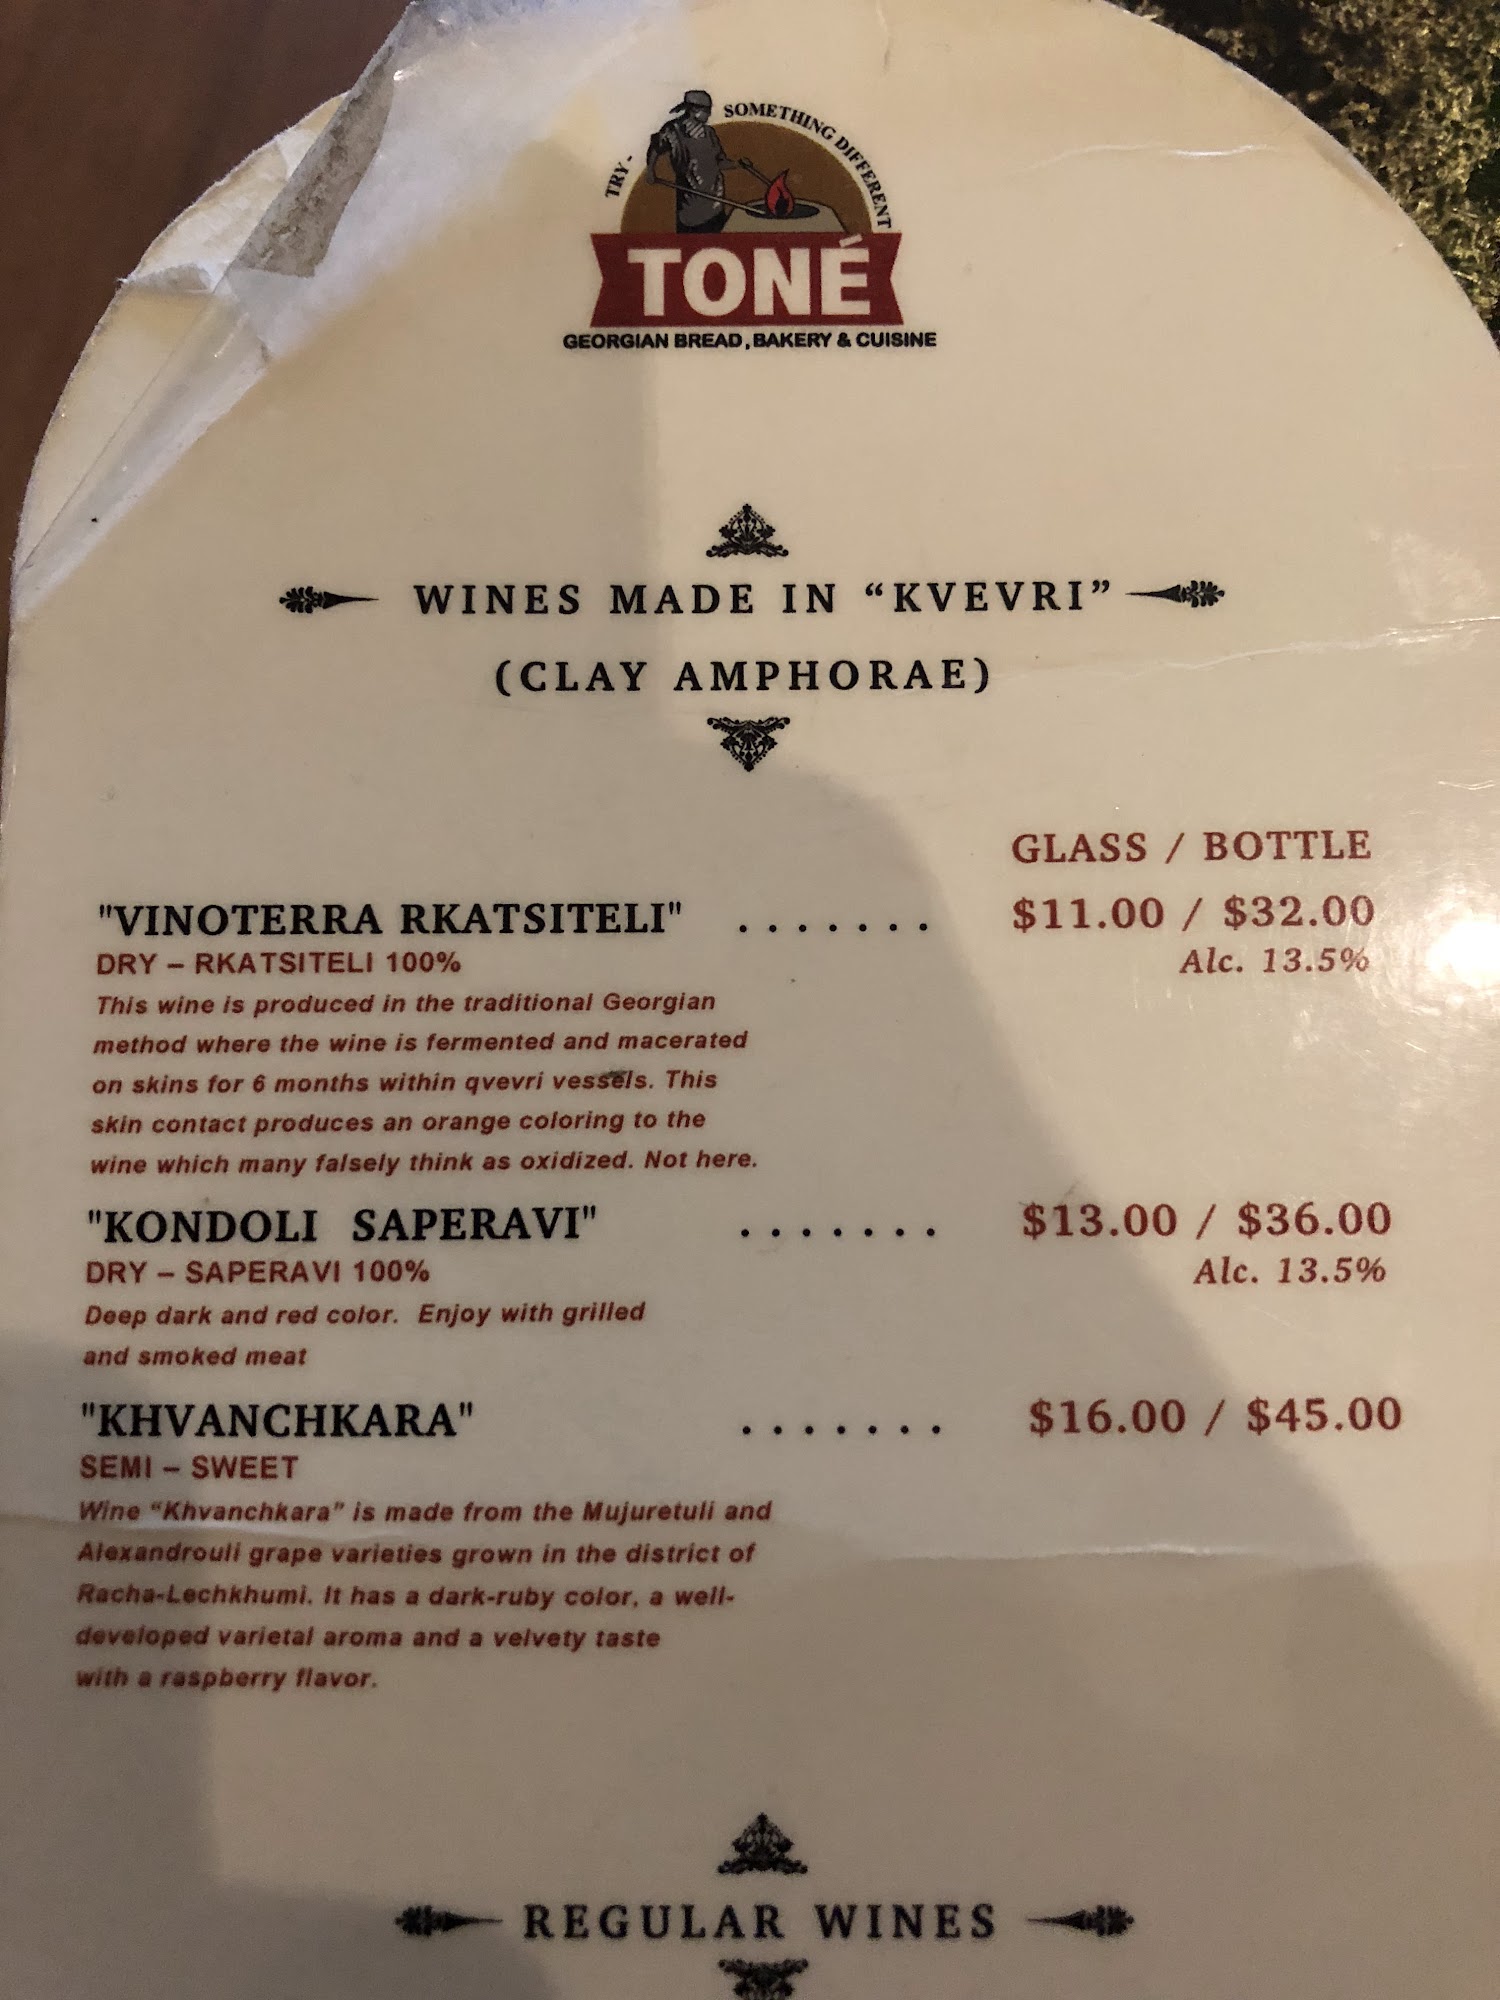 TRY - SOMETHING DIFFERENT
TONÉ
GEORGIAN BREAD, BAKERY & CUISINE
WINES MADE IN “KVEVRI”
(CLAY AMPHORAE)
GLASS / BOTTLE
"VINOTERRA RKATSITELI" ....... $11.00 / $32.00
DRY – RKATSITELI 100% Alc. 13.5%
This wine is produced in the traditional Georgian
method where the wine is fermented and macerated
on skins for 6 months within qvevri vessels. This
skin contact produces an orange coloring to the
wine which many falsely think as oxidized. Not here.
"KONDOLI SAPERAVI" ....... $13.00 / $36.00
DRY – SAPERAVI 100% Alc. 13.5%
Deep dark and red color. Enjoy with grilled
and smoked meat
"KHVANCHKARA" ....... $16.00 / $45.00
SEMI – SWEET
Wine “Khvanchkara” is made from the Mujuretuli and
Alexandrouli grape varieties grown in the district of
Racha-Lechkhumi. It has a dark-ruby color, a well-
developed varietal aroma and a velvety taste
with a raspberry flavor.
REGULAR WINES